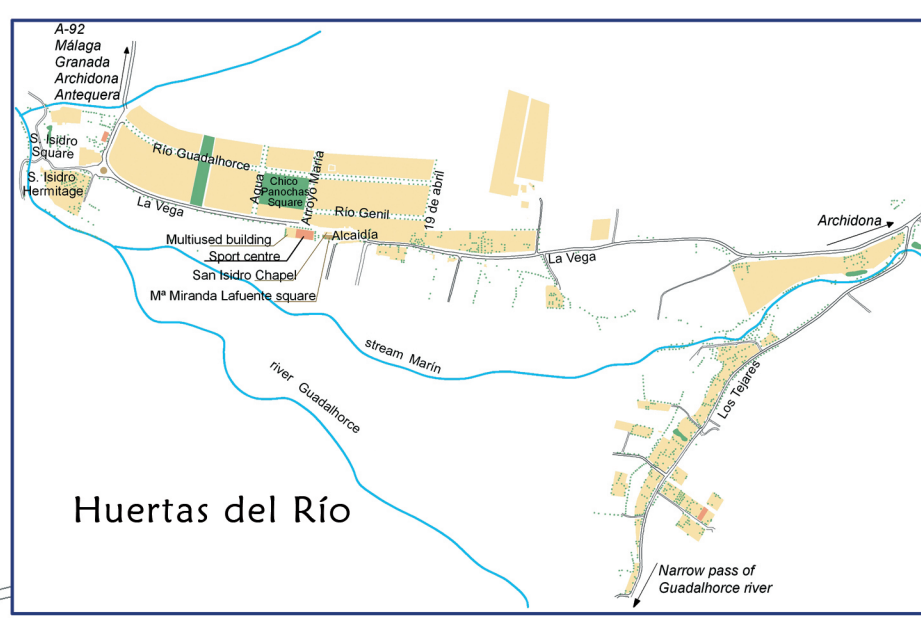 A-92
Málaga
Granada
Archidona
Antequera
S. Isidro
Square
S. Isidro
Hermitage
Río Guadalhorce
Agua
Chico
Panochas
Square
Arroyo María
Río Genil
19 de abril
La Vega
Alcaidía
Multiused building
Sport centre
San Isidro Chapel
Mª Miranda Lafuente square
La Vega
Archidona
stream Marín
river Guadalhorce
Los Tejares
Huertas del Río
Narrow pass of
Guadalhorce river